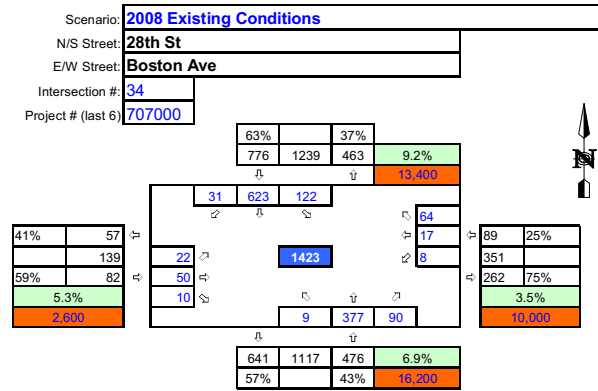 Scenario: 2008 Existing Conditions
N/S Street: 28th St
E/W Street: Boston Ave
Intersection #: 34
Project # (last 6) 707000
N
63% 37%
776 1239 463 9.2%
⇩ ⇧ 13,400
31 623 122
64
41% 57 17 89 25%
139 22 1423 8 351
59% 82 50 262 75%
5.3% 10 3.5%
2,600 9 377 90 10,000
641 1117 476 6.9%
57% 43% 16,200